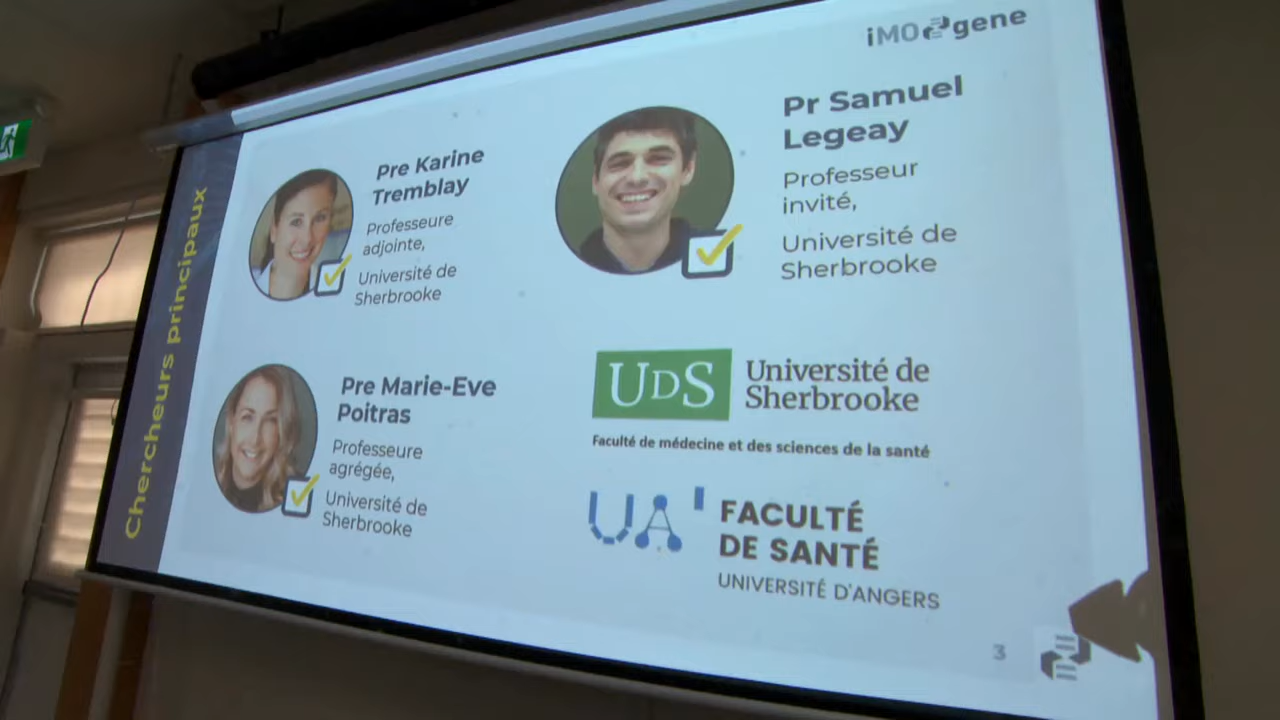 iMOgene
Chercheurs principaux
Pre Karine
Tremblay
Professeure
adjointe,
Université de
Sherbrooke
Pr Samuel
Legeay
Professeur
invité,
Université de
Sherbrooke
Pre Marie-Eve
Poitras
Professeure
agrégée,
Université de
Sherbrooke
UDS
Université de
Sherbrooke
Faculté de médecine et des sciences de la santé
UA'
FACULTÉ
DE SANTÉ
UNIVERSITÉ D'ANGERS
3